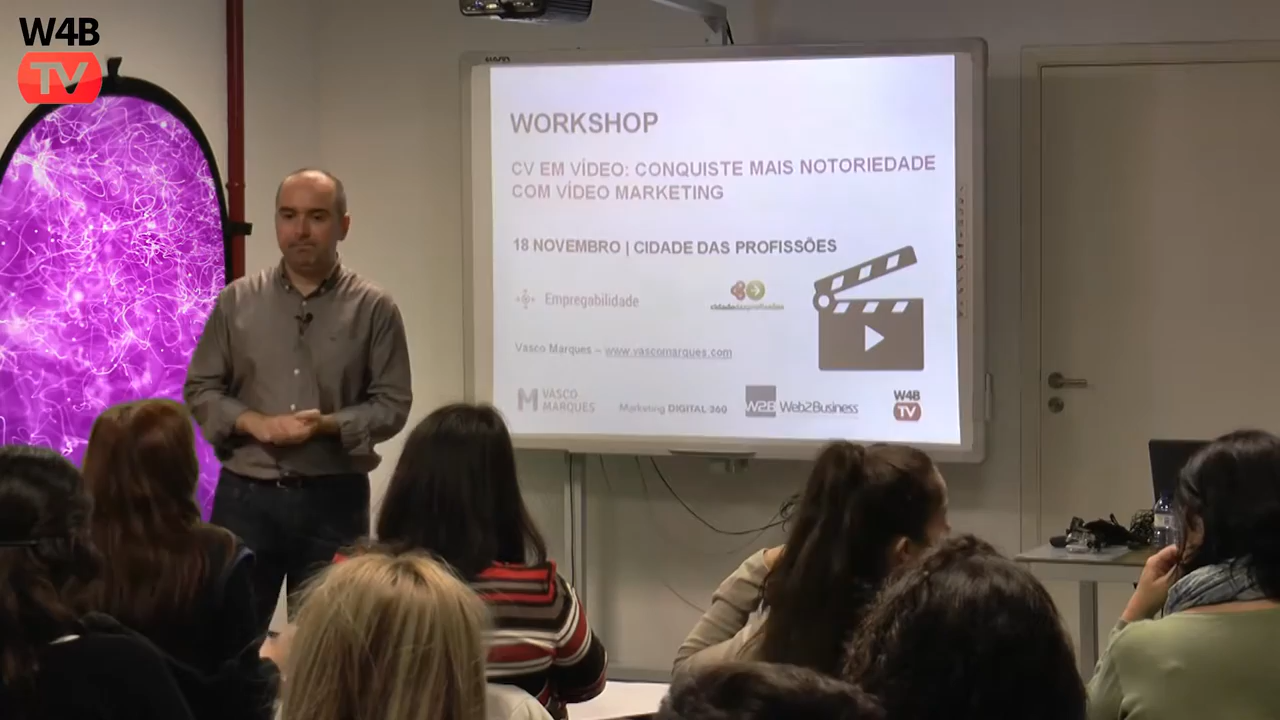 W4B
TV
WORKSHOP
CV EM VÍDEO: CONQUISTE MAIS NOTORIEDADE
COM VÍDEO MARKETING
18 NOVEMBRO | CIDADE DAS PROFISSÕES
Empregabilidade
cidadedasprofissões
Vasco Marques – www.vascomarques.com
VASCO
MARQUES
Marketing DIGITAL 360
W2B Web2Business
W4B
TV